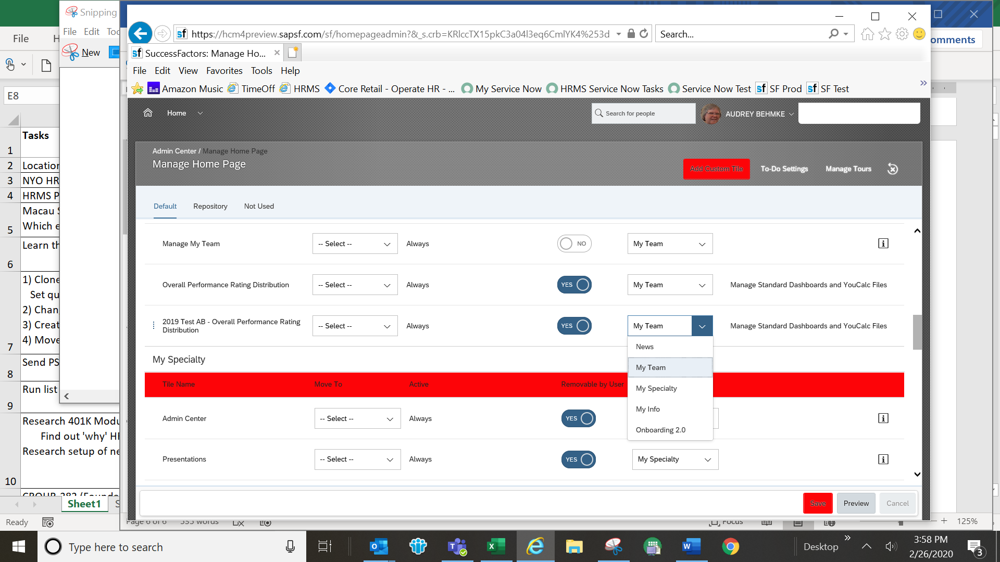 Snipping
File Edit Too
New
File
H
E8
Tasks
1
2 Location
3 NYO HR
4 HRMS P
Macau S
5 Which e
Learn th
6
1) Clone
Set qu
2) Chan
3) Creat
7 4) Move
Send PS
8
Run list
9
Research 401K Modu
Find out 'why' HI
Research setup of ne
10
GROUP-282 (Founde
Sheet1 S
Ready
https://hcm4preview.sapsf.com/sf/homepageadmin?&_s.crb=KRlccTX15pkC3a04l3eq6CmlYK4%253d
Search...
omments
sf SuccessFactors: Manage Ho...
File Edit View Favorites Tools Help
Amazon Music TimeOff HRMS Core Retail - Operate HR - ... My Service Now HRMS Service Now Tasks Service Now Test sf SF Prod sf SF Test
Home
Search for people
AUDREY BEHMKE
Admin Center / Manage Home Page
Manage Home Page
Add Custom Tile To-Do Settings Manage Tours
Default Repository Not Used
Manage My Team -- Select -- Always NO My Team
Overall Performance Rating Distribution -- Select -- Always YES My Team Manage Standard Dashboards and YouCalc Files
2019 Test AB - Overall Performance Rating
Distribution -- Select -- Always YES My Team Manage Standard Dashboards and YouCalc Files
News
My Team
My Specialty
My Info
Onboarding 2.0
My Specialty
Tile Name Move To Active Removable by User
Admin Center -- Select -- Always YES
Presentations -- Select -- Always YES My Specialty
Save Preview Cancel
Page 6 of 6 535 words
Focus
125%
Type here to search
Desktop
3:58 PM
2/26/2020
3